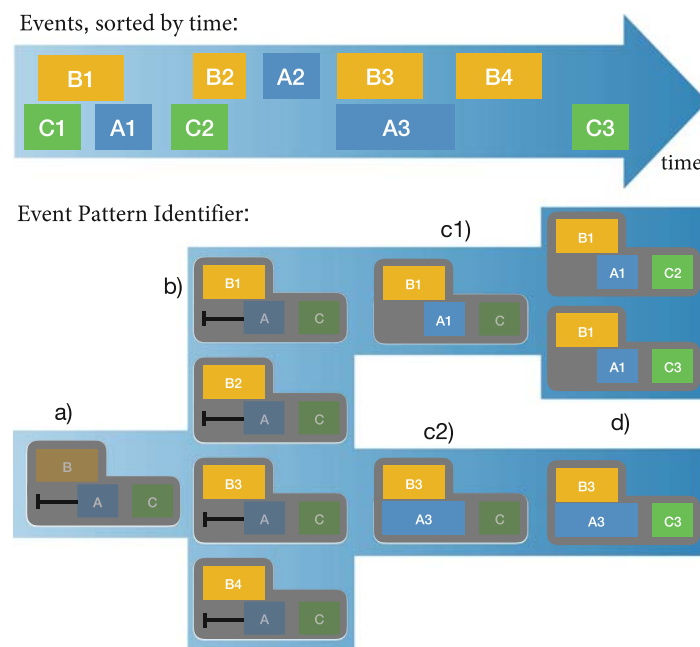 Events, sorted by time:
B1 B2 A2 B3 B4
C1 A1 C2 A3 C3
time
Event Pattern Identifier:
c1)
b)
B1
A C
B1
A1 C
B1
A1 C2
B1
A1 C3
B2
A C
a)
c2)
d)
B
A C
B3
A C
B3
A3 C
B3
A3 C3
B4
A C